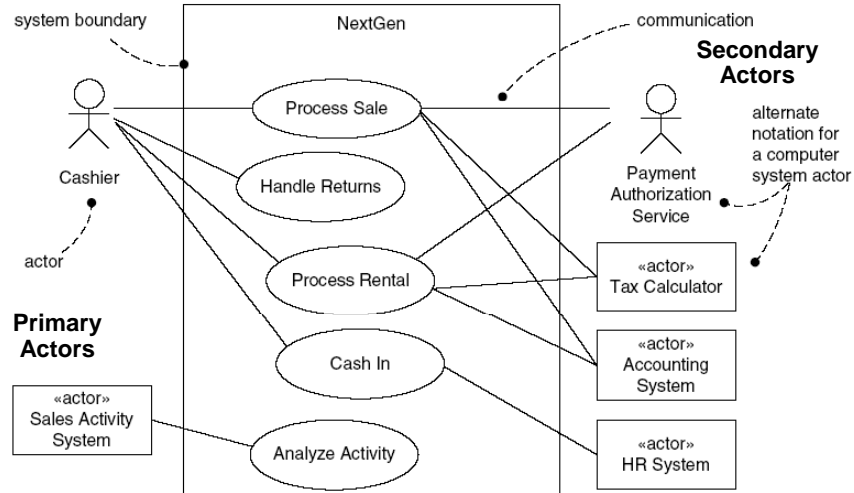 system boundary
NextGen
communication
Secondary
Actors
Process Sale
alternate
notation for
a computer
system actor
Cashier
Handle Returns
Payment
Authorization
Service
actor
Process Rental
«actor»
Tax Calculator
Primary
Actors
Cash In
«actor»
Accounting
System
«actor»
Sales Activity
System
Analyze Activity
«actor»
HR System